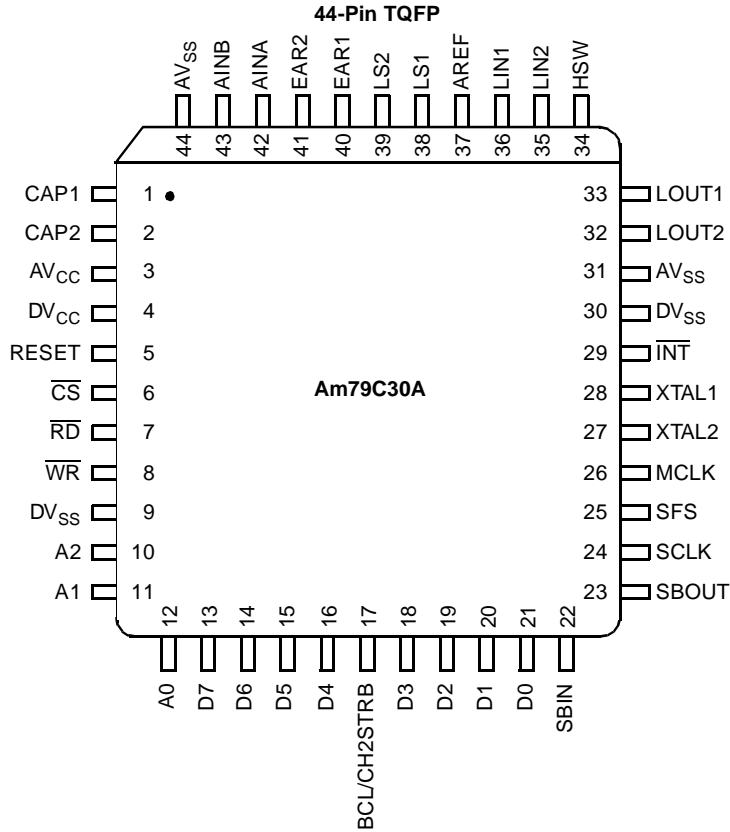 44-Pin TQFP
AVSS
AINB
AINA
EAR2
EAR1
LS2
LS1
AREF
LIN1
LIN2
HSW
44
43
42
41
40
39
38
37
36
35
34
CAP1 1
CAP2 2
AVCC 3
DVCC 4
RESET 5
C̅S̅ 6
R̅D̅ 7
W̅R̅ 8
DVSS 9
A2 10
A1 11
Am79C30A
33 LOUT1
32 LOUT2
31 AVSS
30 DVSS
29 I̅N̅T̅
28 XTAL1
27 XTAL2
26 MCLK
25 SFS
24 SCLK
23 SBOUT
12
13
14
15
16
17
18
19
20
21
22
A0
D7
D6
D5
D4
BCL/CH2STRB
D3
D2
D1
D0
SBIN